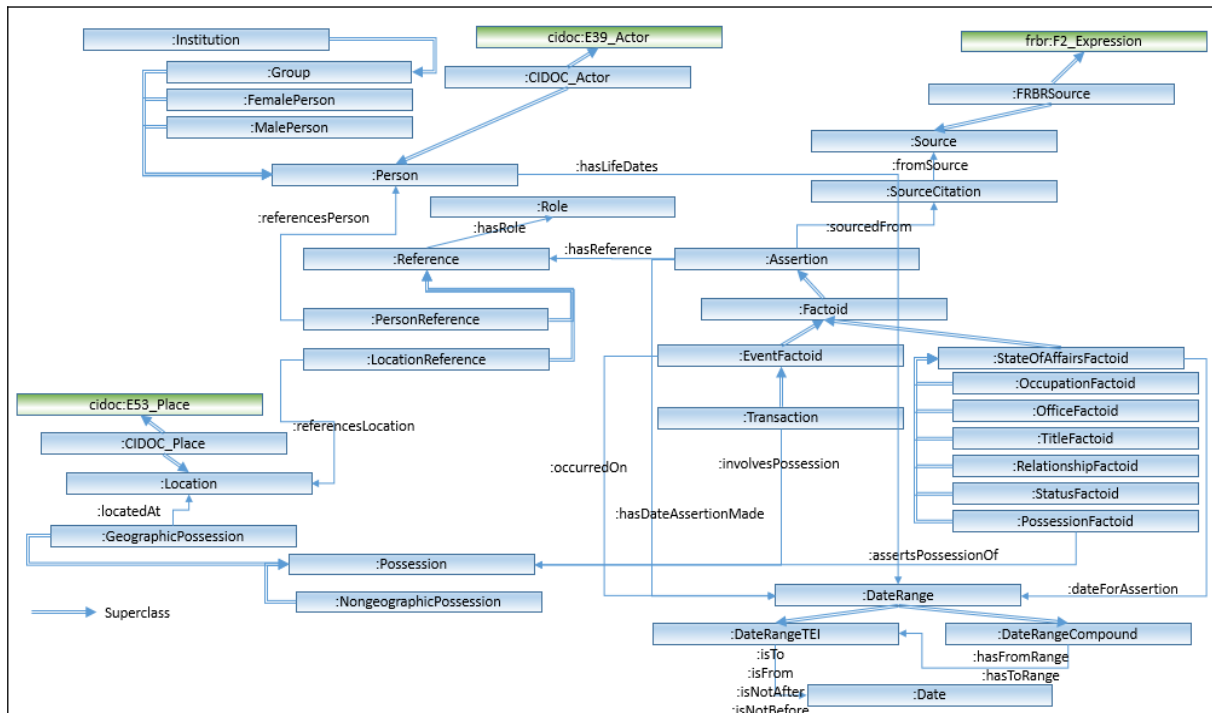 :Institution
cidoc:E39_Actor
frbr:F2_Expression
:Group
:CIDOC_Actor
:FemalePerson
:FRBRSource
:MalePerson
:Source
:hasLifeDates
:fromSource
:Person
:SourceCitation
:referencesPerson
:Role
:hasRole
:sourcedFrom
:hasReference
:Reference
:Assertion
:Factoid
:PersonReference
:LocationReference
:EventFactoid
:StateOfAffairsFactoid
:OccupationFactoid
cidoc:E53_Place
:OfficeFactoid
:Transaction
:referencesLocation
:CIDOC_Place
:TitleFactoid
:occurredOn
:involvesPossession
:RelationshipFactoid
:Location
:StatusFactoid
:locatedAt
:hasDateAssertionMade
:PossessionFactoid
:GeographicPossession
:assertsPossessionOf
:Possession
:dateForAssertion
:DateRange
:NongeographicPossession
Superclass
:DateRangeTEI
:DateRangeCompound
:isTo
:hasFromRange
:isFrom
:hasToRange
:isNotAfter
:Date
:isNotBefore